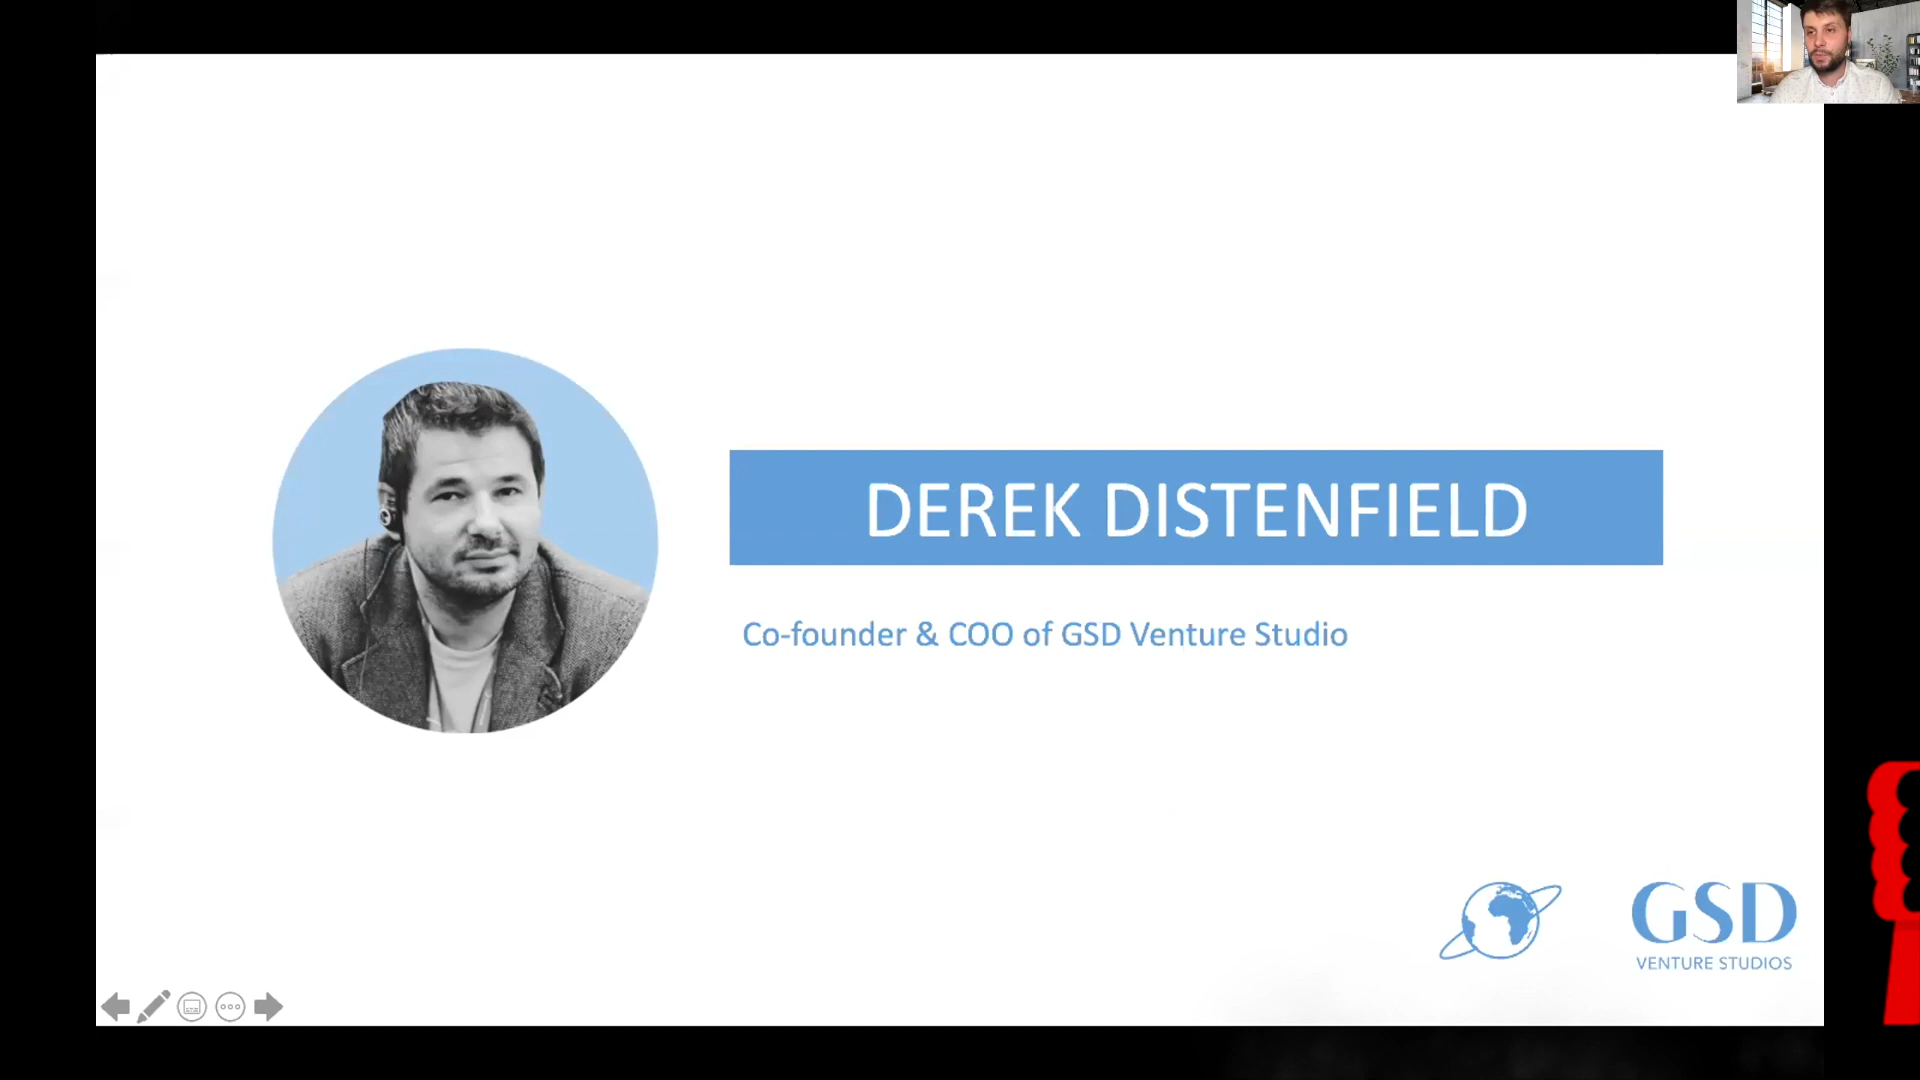 DEREK DISTENFIELD
Co-founder & COO of GSD Venture Studio
GSD
VENTURE STUDIOS